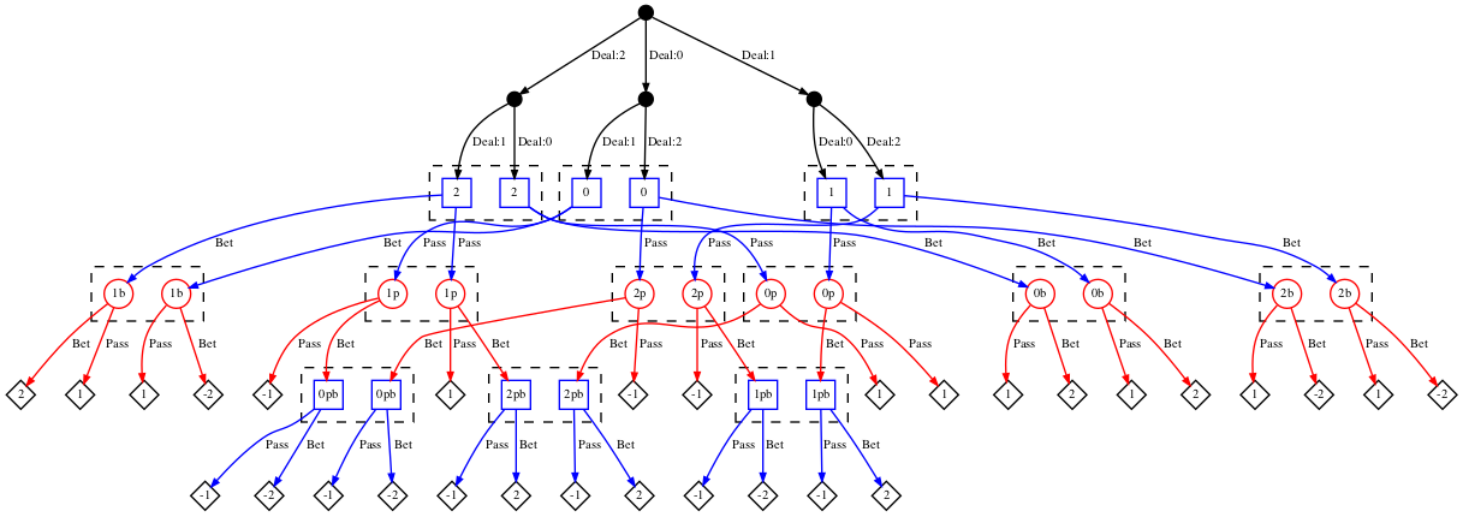 Deal:2 Deal:0 Deal:1
Deal:1 Deal:0 Deal:1 Deal:2 Deal:0 Deal:2
2 2 0 0 1 1
Bet Bet Pass Pass Pass Pass Pass Pass Bet Bet Bet Bet
1b 1b 1p 1p 2p 2p 0p 0p 0b 0b 2b 2b
Bet Pass Pass Bet Pass Bet Pass Bet Bet Pass Pass Bet Bet Bet Pass Pass Pass Bet Pass Bet Pass Bet Pass Bet
2 1 1 -2 -1 0pb 0pb 1 2pb 2pb -1 -1 1pb 1pb 1 1 1 2 1 2 1 -2 1 -2
Pass Bet Pass Bet Pass Bet Pass Bet Pass Bet Pass Bet
-1 -2 -1 -2 -1 2 -1 2 -1 -2 -1 2